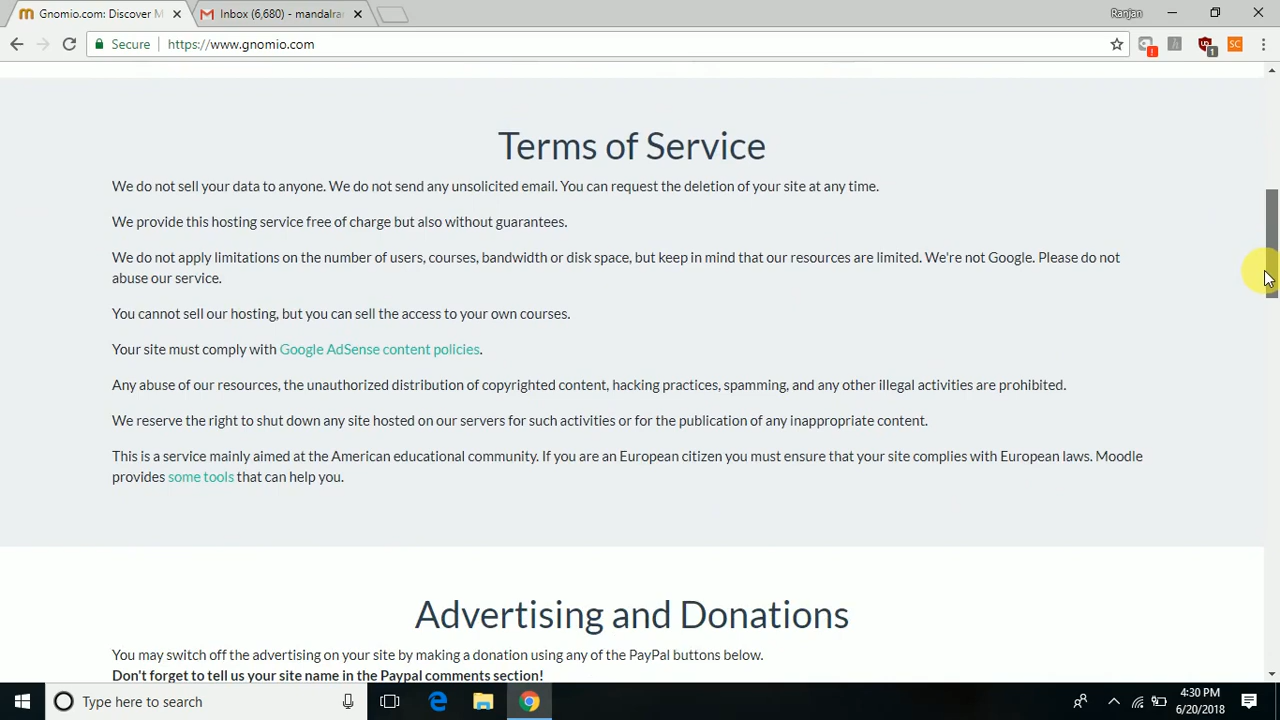 Gnomio.com: Discover M
Inbox (6,680) - mandalra
Ranjan
Secure
https://www.gnomio.com
1
SC
Terms of Service
We do not sell your data to anyone. We do not send any unsolicited email. You can request the deletion of your site at any time.
We provide this hosting service free of charge but also without guarantees.
We do not apply limitations on the number of users, courses, bandwidth or disk space, but keep in mind that our resources are limited. We're not Google. Please do not
abuse our service.
You cannot sell our hosting, but you can sell the access to your own courses.
Your site must comply with Google AdSense content policies.
Any abuse of our resources, the unauthorized distribution of copyrighted content, hacking practices, spamming, and any other illegal activities are prohibited.
We reserve the right to shut down any site hosted on our servers for such activities or for the publication of any inappropriate content.
This is a service mainly aimed at the American educational community. If you are an European citizen you must ensure that your site complies with European laws. Moodle
provides some tools that can help you.
Advertising and Donations
You may switch off the advertising on your site by making a donation using any of the PayPal buttons below.
Don't forget to tell us your site name in the Paypal comments section!
Type here to search
4:30 PM
6/20/2018